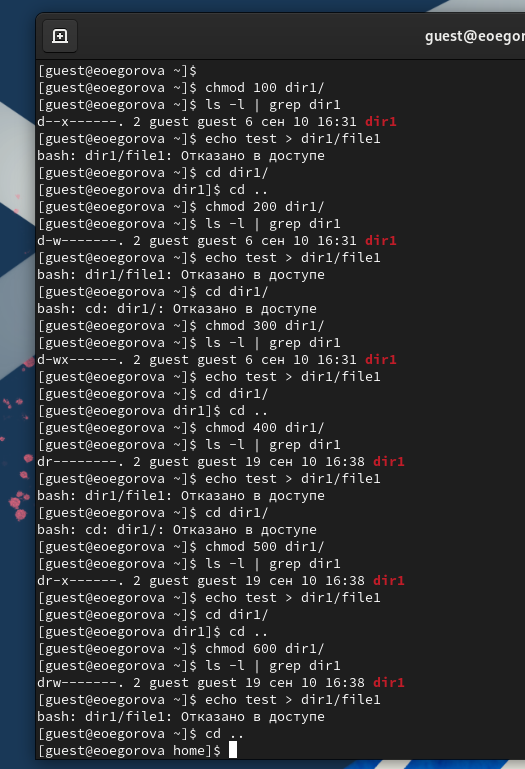 guest@eoegor
[guest@eoegorova ~]$
[guest@eoegorova ~]$ chmod 100 dir1/
[guest@eoegorova ~]$ ls -l | grep dir1
d--x------. 2 guest guest 6 сен 10 16:31 dir1
[guest@eoegorova ~]$ echo test > dir1/file1
bash: dir1/file1: Отказано в доступе
[guest@eoegorova ~]$ cd dir1/
[guest@eoegorova dir1]$ cd ..
[guest@eoegorova ~]$ chmod 200 dir1/
[guest@eoegorova ~]$ ls -l | grep dir1
d-w-------. 2 guest guest 6 сен 10 16:31 dir1
[guest@eoegorova ~]$ echo test > dir1/file1
bash: dir1/file1: Отказано в доступе
[guest@eoegorova ~]$ cd dir1/
bash: cd: dir1/: Отказано в доступе
[guest@eoegorova ~]$ chmod 300 dir1/
[guest@eoegorova ~]$ ls -l | grep dir1
d-wx------. 2 guest guest 6 сен 10 16:31 dir1
[guest@eoegorova ~]$ echo test > dir1/file1
[guest@eoegorova ~]$ cd dir1/
[guest@eoegorova dir1]$ cd ..
[guest@eoegorova ~]$ chmod 400 dir1/
[guest@eoegorova ~]$ ls -l | grep dir1
dr--------. 2 guest guest 19 сен 10 16:38 dir1
[guest@eoegorova ~]$ echo test > dir1/file1
bash: dir1/file1: Отказано в доступе
[guest@eoegorova ~]$ cd dir1/
bash: cd: dir1/: Отказано в доступе
[guest@eoegorova ~]$ chmod 500 dir1/
[guest@eoegorova ~]$ ls -l | grep dir1
dr-x------. 2 guest guest 19 сен 10 16:38 dir1
[guest@eoegorova ~]$ echo test > dir1/file1
[guest@eoegorova ~]$ cd dir1/
[guest@eoegorova dir1]$ cd ..
[guest@eoegorova ~]$ chmod 600 dir1/
[guest@eoegorova ~]$ ls -l | grep dir1
drw-------. 2 guest guest 19 сен 10 16:38 dir1
[guest@eoegorova ~]$ echo test > dir1/file1
bash: dir1/file1: Отказано в доступе
[guest@eoegorova ~]$ cd ..
[guest@eoegorova home]$